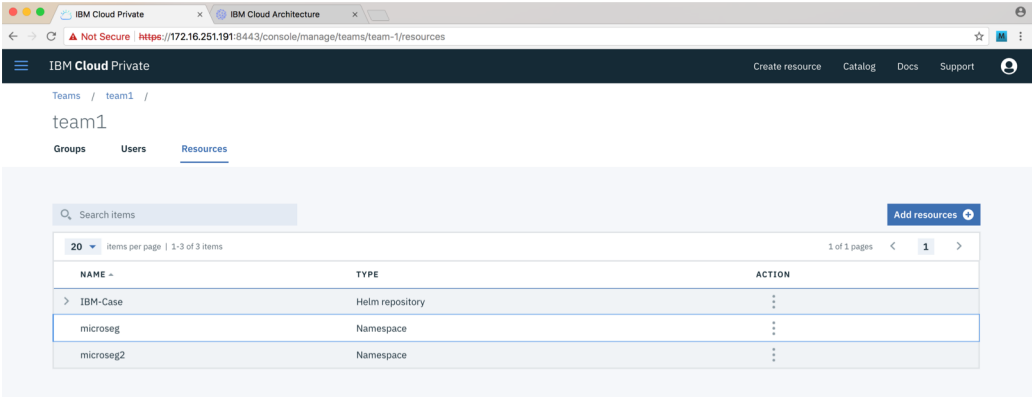 IBM Cloud Private
IBM Cloud Architecture
Not Secure https://172.16.251.191:8443/console/manage/teams/team-1/resources
M
IBM Cloud Private Create resource Catalog Docs Support
Teams / team1 /
team1
Groups Users Resources
Search items
Add resources
20 items per page | 1-3 of 3 items 1 of 1 pages < 1 >
NAME TYPE ACTION
IBM-Case Helm repository
microseg Namespace
microseg2 Namespace